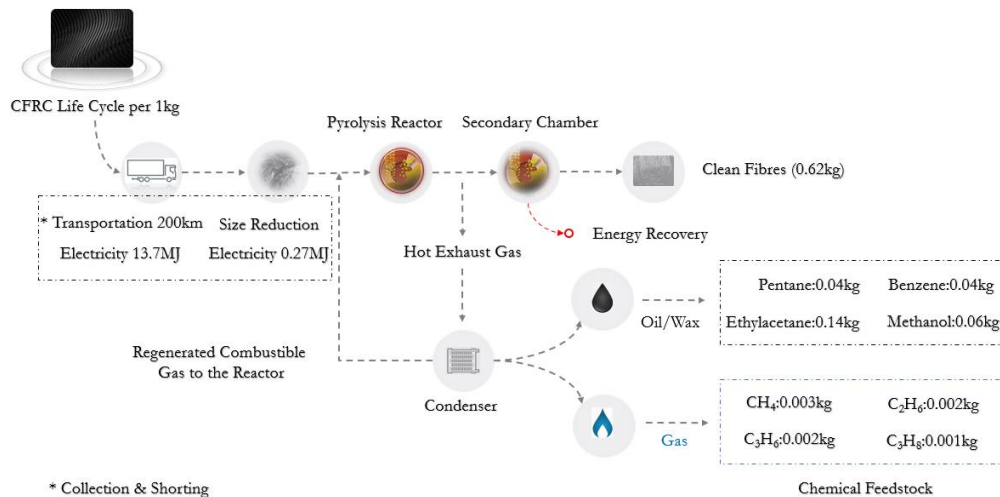 CFRC Life Cycle per 1kg
Pyrolysis Reactor
Secondary Chamber
Clean Fibres (0.62kg)
* Transportation 200km
Size Reduction
Electricity 13.7MJ
Electricity 0.27MJ
Hot Exhaust Gas
Energy Recovery
Oil/Wax
Pentane:0.04kg
Benzene:0.04kg
Ethylacetane:0.14kg
Methanol:0.06kg
Regenerated Combustible
Gas to the Reactor
Condenser
Gas
CH₄:0.003kg
C₂H₆:0.002kg
C₃H₆:0.002kg
C₃H₈:0.001kg
* Collection & Shorting
Chemical Feedstock